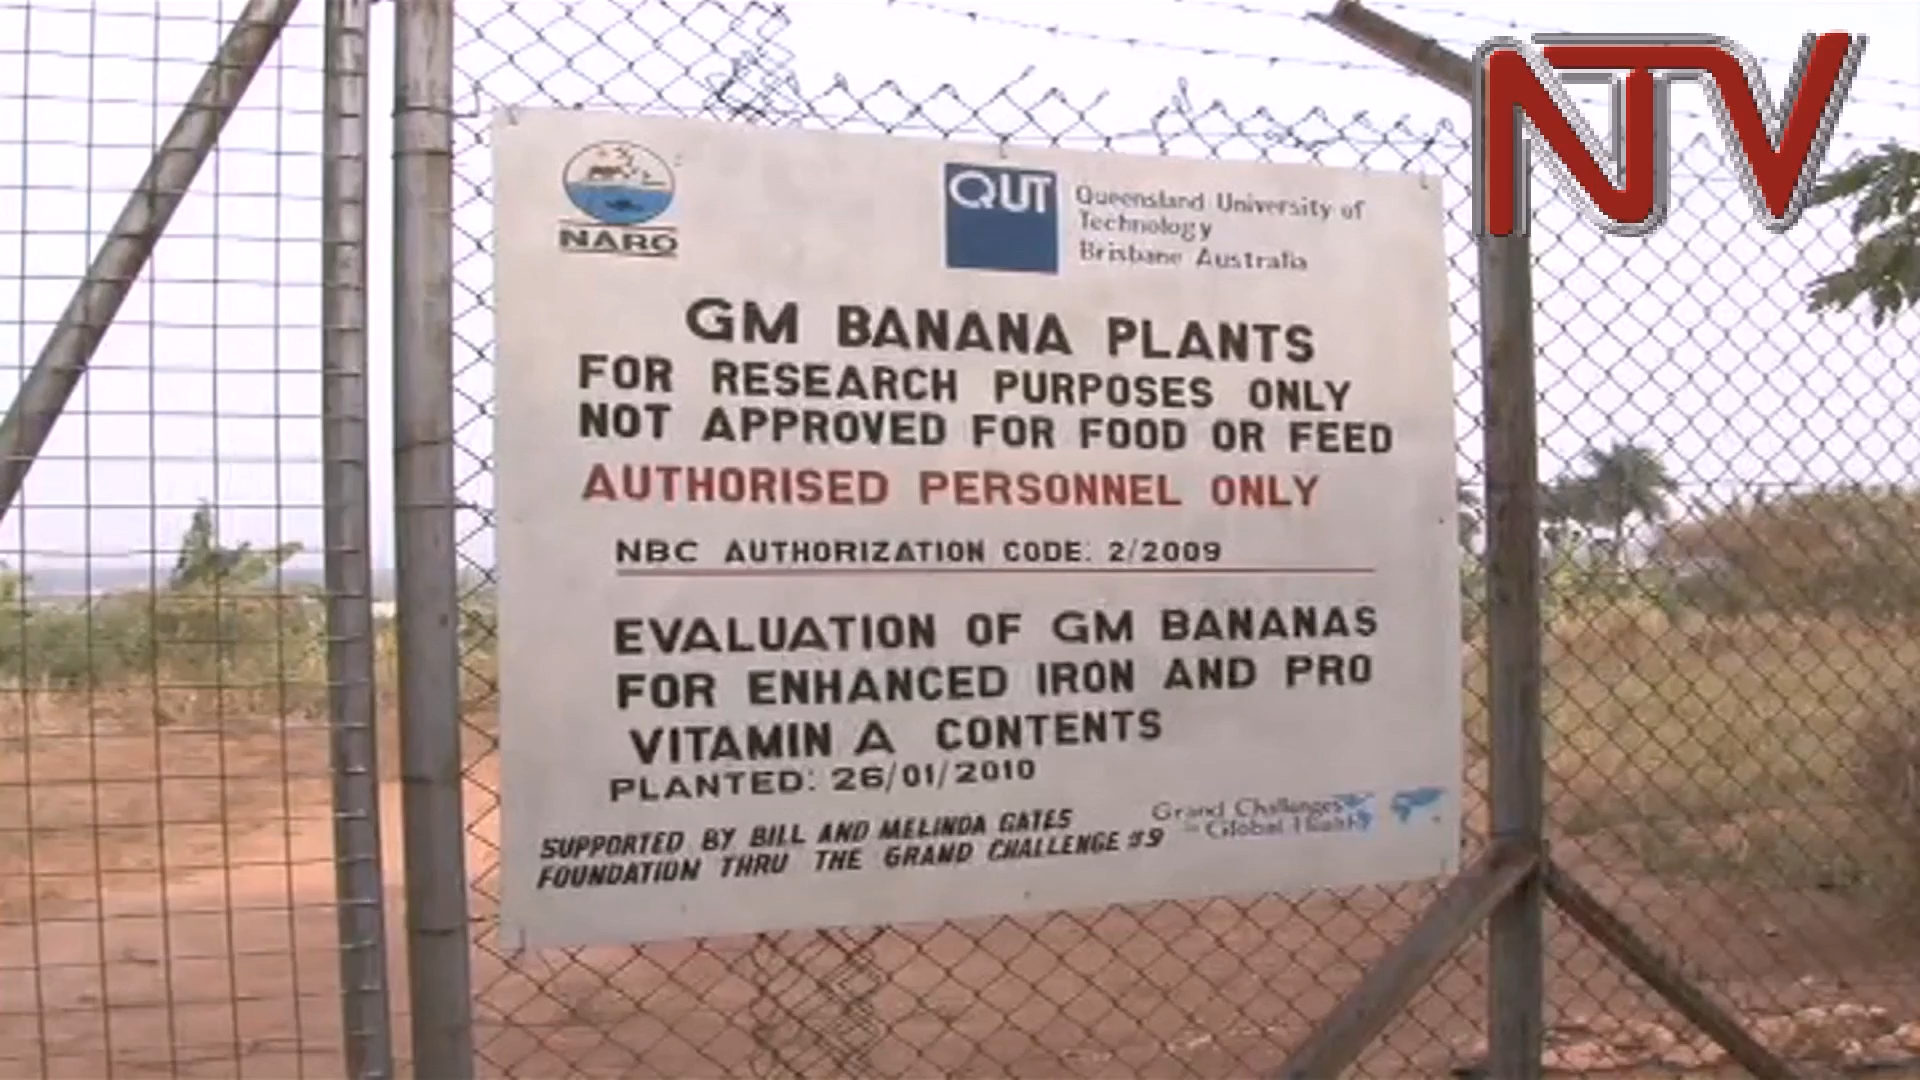 NTV
NARO
QUT
Queensland University of
Technology
Brisbane Australia
GM BANANA PLANTS
FOR RESEARCH PURPOSES ONLY
NOT APPROVED FOR FOOD OR FEED
AUTHORISED PERSONNEL ONLY
NBC AUTHORIZATION CODE: 2/2009
EVALUATION OF GM BANANAS
FOR ENHANCED IRON AND PRO
VITAMIN A CONTENTS
PLANTED: 26/01/2010
SUPPORTED BY BILL AND MELINDA GATES
FOUNDATION THRU THE GRAND CHALLENGE #9
Grand Challenges
in Global Health